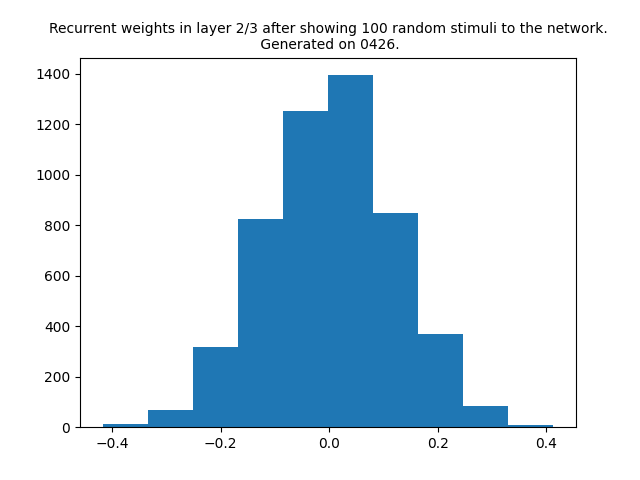 Recurrent weights in layer 2/3 after showing 100 random stimuli to the network.
Generated on 0426.
1400
1200
1000
800
600
400
200
0
−0.4 −0.2 0.0 0.2 0.4